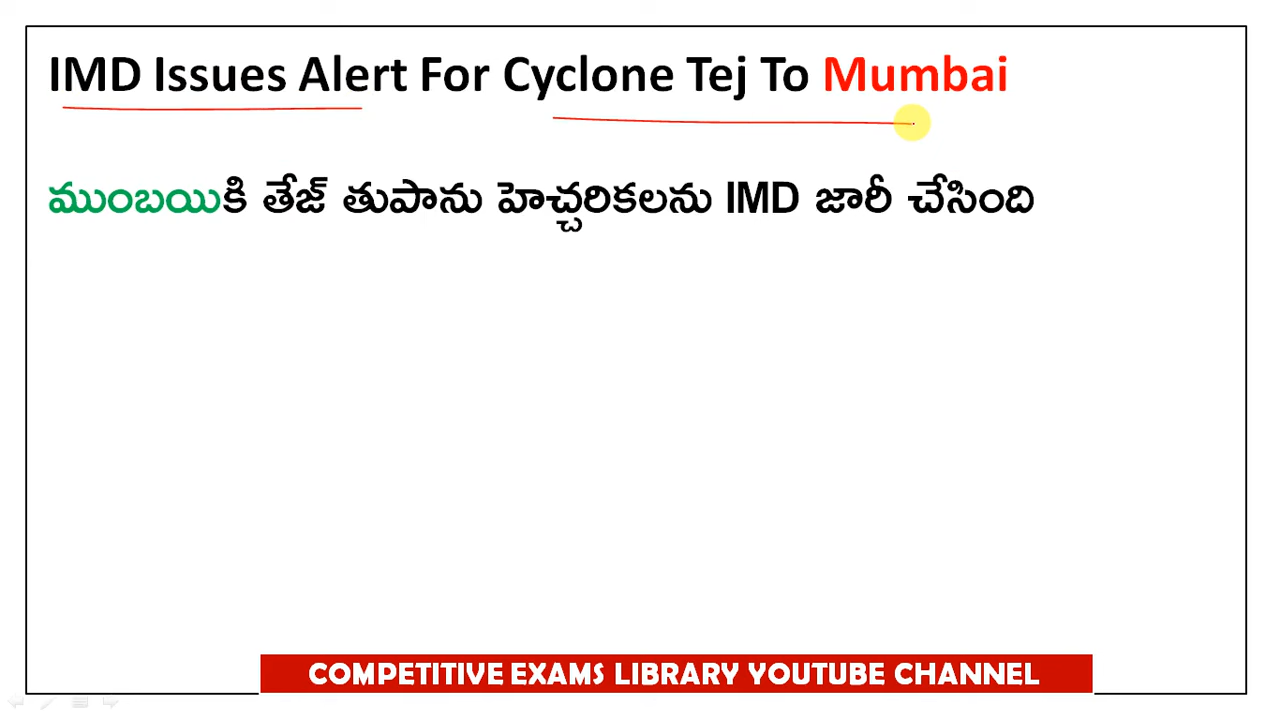 IMD Issues Alert For Cyclone Tej To Mumbai
ముంబయికి తేజ్ తుపాను హెచ్చరికలను IMD జారీ చేసింది
COMPETITIVE EXAMS LIBRARY YOUTUBE CHANNEL